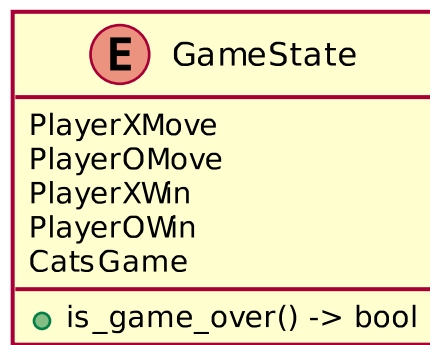 E GameState
PlayerXMove
PlayerOMove
PlayerXWin
PlayerOWin
CatsGame
is_game_over() -> bool